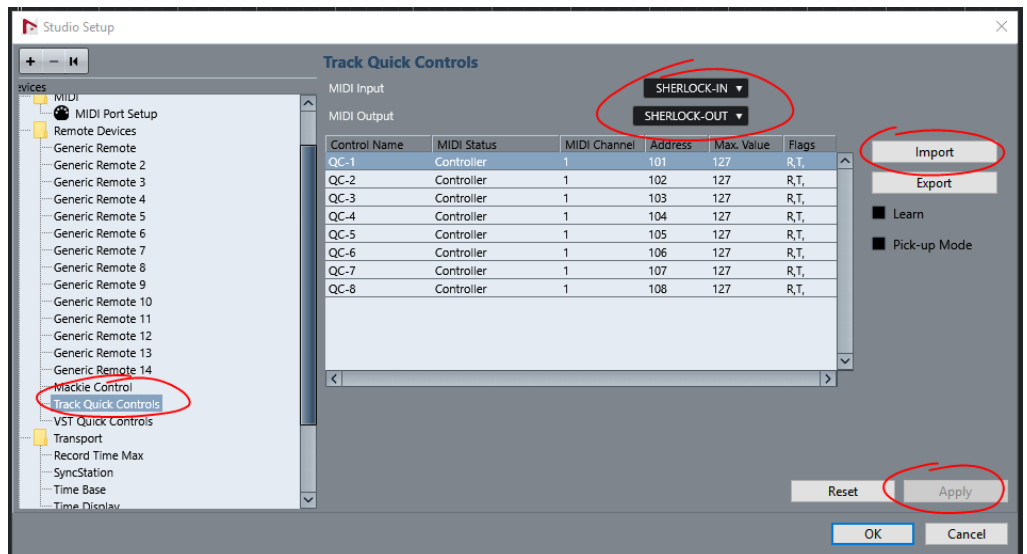 Studio Setup
+ −
evices
MIDI
MIDI Port Setup
Remote Devices
Generic Remote
Generic Remote 2
Generic Remote 3
Generic Remote 4
Generic Remote 5
Generic Remote 6
Generic Remote 7
Generic Remote 8
Generic Remote 9
Generic Remote 10
Generic Remote 11
Generic Remote 12
Generic Remote 13
Generic Remote 14
Mackie Control
Track Quick Controls
VST Quick Controls
Transport
Record Time Max
SyncStation
Time Base
Time Display
Track Quick Controls
MIDI Input SHERLOCK-IN
MIDI Output SHERLOCK-OUT
Control Name MIDI Status MIDI Channel Address Max. Value Flags
QC-1 Controller 1 101 127 R,T,
QC-2 Controller 1 102 127 R,T,
QC-3 Controller 1 103 127 R,T,
QC-4 Controller 1 104 127 R,T,
QC-5 Controller 1 105 127 R,T,
QC-6 Controller 1 106 127 R,T,
QC-7 Controller 1 107 127 R,T,
QC-8 Controller 1 108 127 R,T,
Import
Export
Learn
Pick-up Mode
Reset Apply
OK Cancel